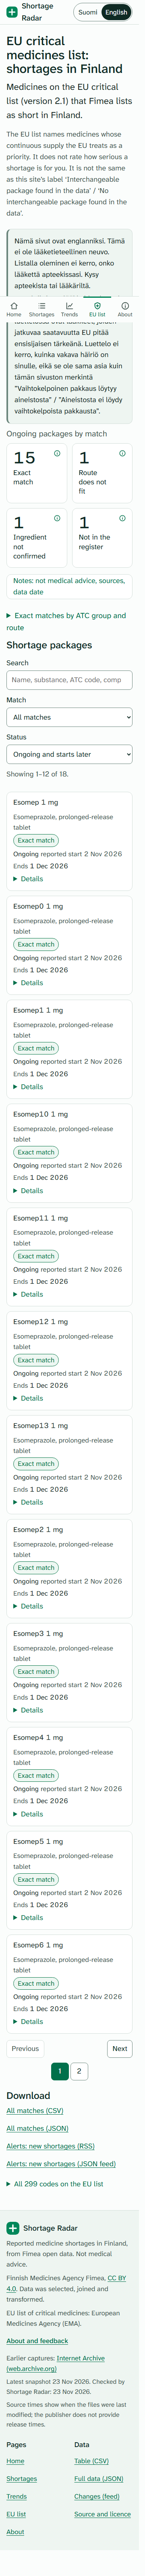 Shortage
Radar
Suomi
English
EU critical
medicines list:
shortages in Finland
Medicines on the EU critical
list (version 2.1) that Fimea lists
as short in Finland.
The EU list names medicines whose
continuous supply the EU treats as a
priority. It does not rate how serious a
shortage is for you. It is not the same
as this site's label 'Interchangeable
package found in the data' / 'No
interchangeable package found in the
data'.
Nämä sivut ovat englanniksi. Tämä
ei ole lääketieteellinen neuvo.
Listalla oleminen ei kerro, onko
lääkettä apteekissasi. Kysy
apteekista tai lääkäriltä.
Home
Shortages
Trends
EU list
About
jatkuvaa saatavuutta EU pitää
ensisijaisen tärkeänä. Luettelo ei
kerro, kuinka vakava häiriö on
sinulle, eikä se ole sama asia kuin
tämän sivuston merkintä
"Vaihtokelpoinen pakkaus löytyy
aineistosta" / "Aineistosta ei löydy
vaihtokelpoista pakkausta".
Ongoing packages by match
15
Exact
match
1
Route
does not
fit
1
Ingredient
not
confirmed
1
Not in the
register
Notes: not medical advice, sources,
data date
Exact matches by ATC group and
route
Shortage packages
Search
Name, substance, ATC code, comp
Match
All matches
Status
Ongoing and starts later
Showing 1–12 of 18.
Esomep 1 mg
Esomeprazole, prolonged-release
tablet
Exact match
Ongoing reported start 2 Nov 2026
Ends 1 Dec 2026
Details
Esomep0 1 mg
Esomeprazole, prolonged-release
tablet
Exact match
Ongoing reported start 2 Nov 2026
Ends 1 Dec 2026
Details
Esomep1 1 mg
Esomeprazole, prolonged-release
tablet
Exact match
Ongoing reported start 2 Nov 2026
Ends 1 Dec 2026
Details
Esomep10 1 mg
Esomeprazole, prolonged-release
tablet
Exact match
Ongoing reported start 2 Nov 2026
Ends 1 Dec 2026
Details
Esomep11 1 mg
Esomeprazole, prolonged-release
tablet
Exact match
Ongoing reported start 2 Nov 2026
Ends 1 Dec 2026
Details
Esomep12 1 mg
Esomeprazole, prolonged-release
tablet
Exact match
Ongoing reported start 2 Nov 2026
Ends 1 Dec 2026
Details
Esomep13 1 mg
Esomeprazole, prolonged-release
tablet
Exact match
Ongoing reported start 2 Nov 2026
Ends 1 Dec 2026
Details
Esomep2 1 mg
Esomeprazole, prolonged-release
tablet
Exact match
Ongoing reported start 2 Nov 2026
Ends 1 Dec 2026
Details
Esomep3 1 mg
Esomeprazole, prolonged-release
tablet
Exact match
Ongoing reported start 2 Nov 2026
Ends 1 Dec 2026
Details
Esomep4 1 mg
Esomeprazole, prolonged-release
tablet
Exact match
Ongoing reported start 2 Nov 2026
Ends 1 Dec 2026
Details
Esomep5 1 mg
Esomeprazole, prolonged-release
tablet
Exact match
Ongoing reported start 2 Nov 2026
Ends 1 Dec 2026
Details
Esomep6 1 mg
Esomeprazole, prolonged-release
tablet
Exact match
Ongoing reported start 2 Nov 2026
Ends 1 Dec 2026
Details
Previous
Next
1
2
Download
All matches (CSV)
All matches (JSON)
Alerts: new shortages (RSS)
Alerts: new shortages (JSON feed)
All 299 codes on the EU list
Shortage Radar
Reported medicine shortages in Finland,
from Fimea open data. Not medical
advice.
Finnish Medicines Agency Fimea, CC BY
4.0. Data was selected, joined and
transformed.
EU list of critical medicines: European
Medicines Agency (EMA).
About and feedback
Earlier captures: Internet Archive
(web.archive.org)
Latest snapshot 23 Nov 2026. Checked by
Shortage Radar: 23 Nov 2026.
Source times show when the files were last
modified; the publisher does not provide
release times.
Pages
Data
Home
Table (CSV)
Shortages
Full data (JSON)
Trends
Changes (feed)
EU list
Source and licence
About